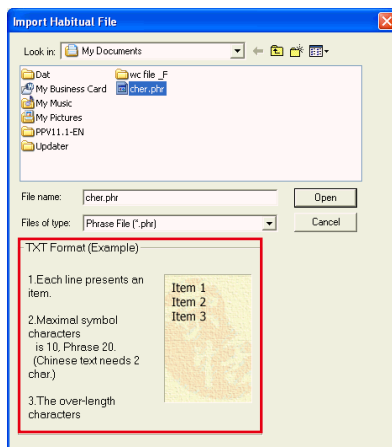 Import Habitual File
Look in: My Documents
Dat
My Business Card
My Music
My Pictures
PPV11.1-EN
Updater
wc file _F
cher.phr
File name: cher.phr Open
Files of type: Phrase File (*.phr) Cancel
TXT Format (Example)
1.Each line presents an
item.
2.Maximal symbol
characters
is 10, Phrase 20.
(Chinese text needs 2
char.)
3.The over-length
characters
Item 1
Item 2
Item 3